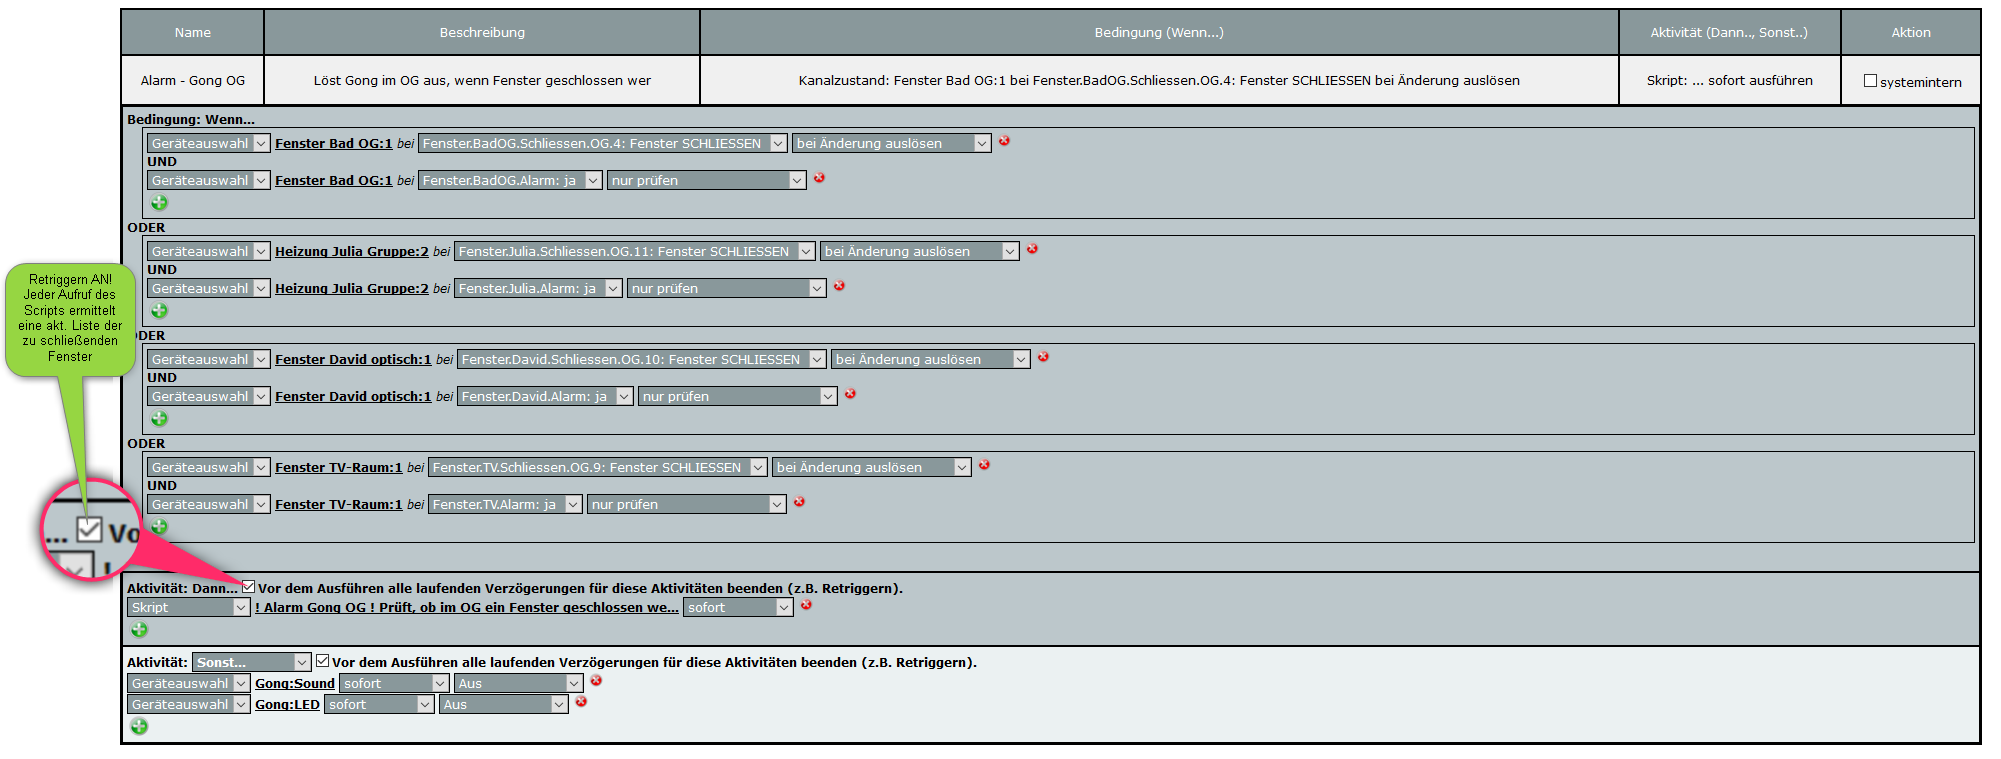 Name Beschreibung Bedingung (Wenn...) Aktivität (Dann.., Sonst..) Aktion
Alarm - Gong OG Löst Gong im OG aus, wenn Fenster geschlossen wer Kanalzustand: Fenster Bad OG:1 bei Fenster.BadOG.Schliessen.OG.4: Fenster SCHLIESSEN bei Änderung auslösen Skript: ... sofort ausführen systemintern
Bedingung: Wenn...
Geräteauswahl Fenster Bad OG:1 bei Fenster.BadOG.Schliessen.OG.4: Fenster SCHLIESSEN bei Änderung auslösen
UND
Geräteauswahl Fenster Bad OG:1 bei Fenster.BadOG.Alarm: ja nur prüfen
ODER
Geräteauswahl Heizung Julia Gruppe:2 bei Fenster.Julia.Schliessen.OG.11: Fenster SCHLIESSEN bei Änderung auslösen
UND
Geräteauswahl Heizung Julia Gruppe:2 bei Fenster.Julia.Alarm: ja nur prüfen
ODER
Geräteauswahl Fenster David optisch:1 bei Fenster.David.Schliessen.OG.10: Fenster SCHLIESSEN bei Änderung auslösen
UND
Geräteauswahl Fenster David optisch:1 bei Fenster.David.Alarm: ja nur prüfen
ODER
Geräteauswahl Fenster TV-Raum:1 bei Fenster.TV.Schliessen.OG.9: Fenster SCHLIESSEN bei Änderung auslösen
UND
Geräteauswahl Fenster TV-Raum:1 bei Fenster.TV.Alarm: ja nur prüfen
Retriggern AN!
Jeder Aufruf des
Scripts ermittelt
eine akt. Liste der
zu schließenden
Fenster
... Vo
!
Aktivität: Dann... Vor dem Ausführen alle laufenden Verzögerungen für diese Aktivitäten beenden (z.B. Retriggern).
Skript ! Alarm Gong OG ! Prüft, ob im OG ein Fenster geschlossen we... sofort
Aktivität: Sonst... Vor dem Ausführen alle laufenden Verzögerungen für diese Aktivitäten beenden (z.B. Retriggern).
Geräteauswahl Gong:Sound sofort Aus
Geräteauswahl Gong:LED sofort Aus